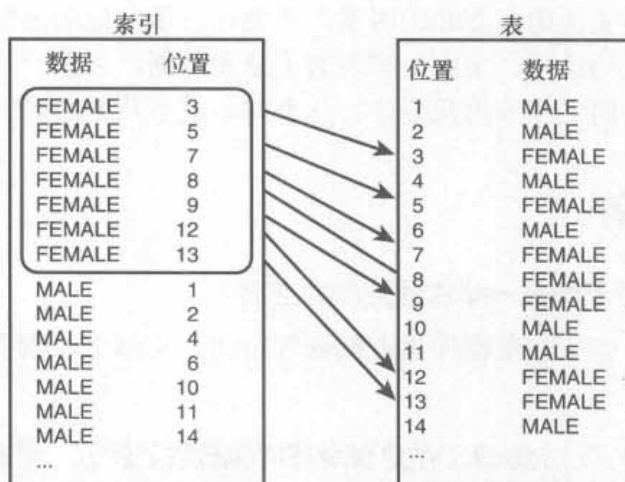 索引
数据 位置
FEMALE 3
FEMALE 5
FEMALE 7
FEMALE 8
FEMALE 9
FEMALE 12
FEMALE 13
MALE 1
MALE 2
MALE 4
MALE 6
MALE 10
MALE 11
MALE 14
...
表
位置 数据
1 MALE
2 MALE
3 FEMALE
4 MALE
5 FEMALE
6 MALE
7 FEMALE
8 FEMALE
9 FEMALE
10 MALE
11 MALE
12 FEMALE
13 FEMALE
14 MALE
...